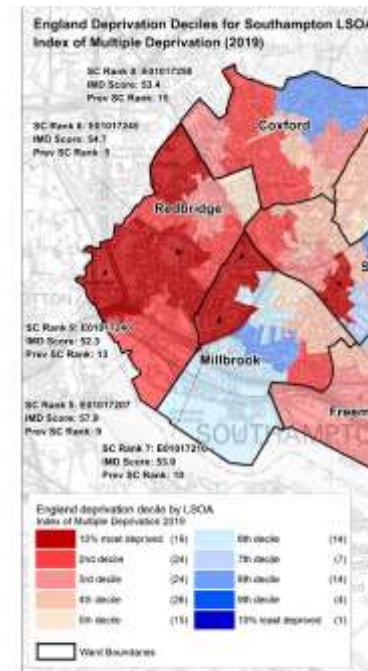 England Deprivation Deciles for Southampton LSOA
Index of Multiple Deprivation (2019)
SC Rank 8: E01017258
IMD Score: 53.4
Prev SC Rank: 15
SC Rank 6: E01017245
IMD Score: 54.7
Prev SC Rank: 5
Coxford
Redbridge
SC Rank 9:
IMD Score: 52.3
Prev SC Rank: 13
Millbrook
SC Rank 5: E01017207
IMD Score: 57.9
Prev SC Rank: 9
Freem
SOUTHAMPTON
SC Rank 7:
IMD Score: 53.9
Prev SC Rank: 10
England deprivation decile by LSOA
Index of Multiple Deprivation 2019
10% most deprived (19)
2nd decile (24)
3rd decile (24)
4th decile (26)
5th decile (15)
6th decile (14)
7th decile (7)
8th decile (14)
9th decile (4)
10% most deprived (1)
Ward Boundaries